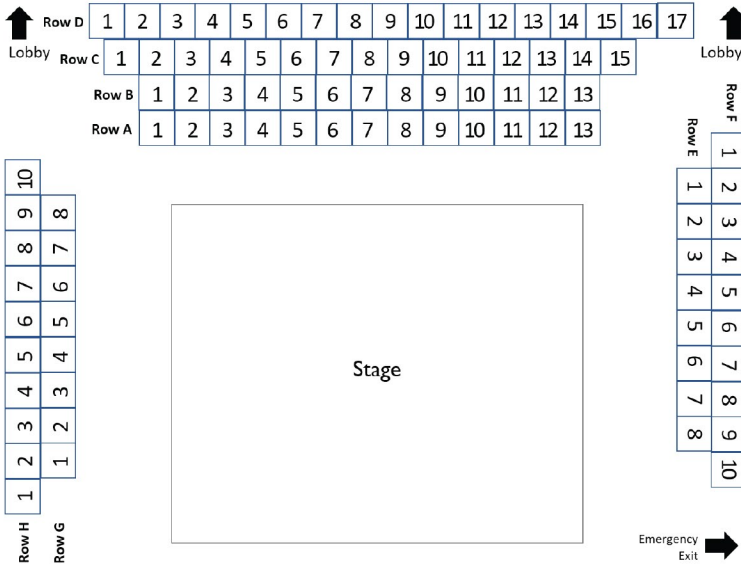 Row D 1 2 3 4 5 6 7 8 9 10 11 12 13 14 15 16 17
Lobby
Lobby
Row C 1 2 3 4 5 6 7 8 9 10 11 12 13 14 15
Row B 1 2 3 4 5 6 7 8 9 10 11 12 13
Row A 1 2 3 4 5 6 7 8 9 10 11 12 13
Row H 1 2 3 4 5 6 7 8 9 10
Row G 1 2 3 4 5 6 7 8
Stage
Row E 1 2 3 4 5 6 7 8
Row F 1 2 3 4 5 6 7 8 9 10
Emergency
Exit